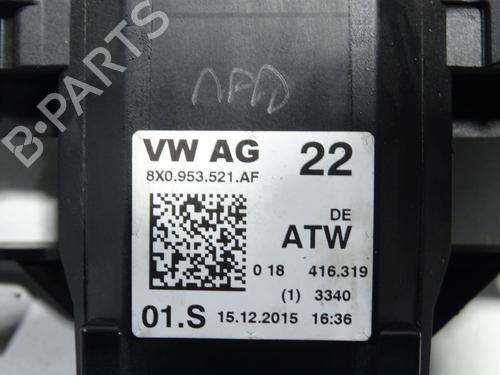 B-PARTS
VW AG 22
8X0.953.521.AF
DE
ATW
0 18 416.319
(1) 3340
01.S 15.12.2015 16:36